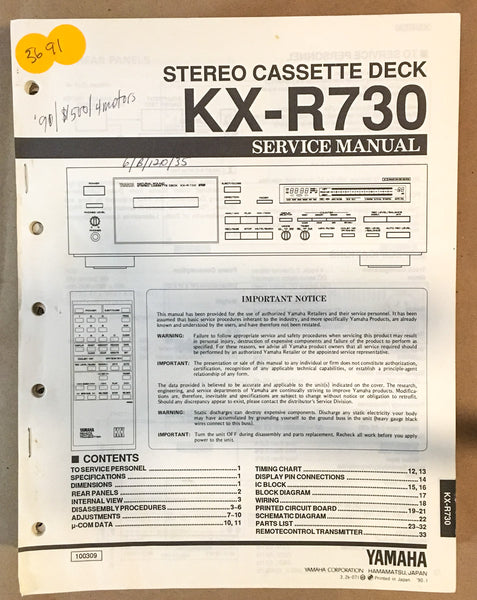 3691
STEREO CASSETTE DECK
'90/$500/4motors
KX-R730
SERVICE MANUAL
6/B/120/35
IMPORTANT NOTICE
This manual has been provided for the use of authorized Yamaha Retailers and their service personnel. It has been
assumed that basic service procedures inherent to the industry, and more specifically Yamaha Products, are already
known and understood by the users, and have therefore not been restated.
WARNING: Failure to follow appropriate service and safety procedures when servicing this product may result
in personal injury, destruction of expensive components and failure of the product to perform as
specified. For these reasons, we advise all Yamaha product owners that all service required should
be performed by an authorized Yamaha Retailer or the appointed service representative.
IMPORTANT: The presentation or sale of this manual to any individual or firm does not constitute authorization,
certification, recognition of any applicable technical capabilities, or establish a principle-agent
relationship of any form.
The data provided is believed to be accurate and applicable to the unit(s) indicated on the cover. The research,
engineering, and service departments of Yamaha are continually striving to improve Yamaha products. Modifications
are, therefore, inevitable and specifications are subject to change without notice or obligation to retrofit.
Should any discrepancy appear to exist, please contact the distributor's Service Division.
WARNING: Static discharges can destroy expensive components. Discharge any static electricity your body
may have accumulated by grounding yourself to the ground buss in the unit (heavy gauge black
wires connect to this buss).
IMPORTANT: Turn the unit OFF during disassembly and parts replacement. Recheck all work before you apply
power to the unit.
YAMAHA
■ CONTENTS
TO SERVICE PERSONEL 1
SPECIFICATIONS 1
DIMENSIONS 1
REAR PANELS 2
INTERNAL VIEW 3
DISASSEMBLY PROCEDURES 3–6
ADJUSTMENTS 7–10
μ-COM DATA 10, 11
TIMING CHART 12, 13
DISPLAY PIN CONNECTIONS 14
IC BLOCK 15, 16
BLOCK DIAGRAM 17
WIRING 18
PRINTED CIRCUIT BOARD 19–21
SCHEMATIC DIAGRAM 22
PARTS LIST 23–32
REMOTECONTROL TRANSMITTER 33
KX-R730
100309
YAMAHA
YAMAHA CORPORATION HAMAMATSU, JAPAN
Printed in Japan '90.1